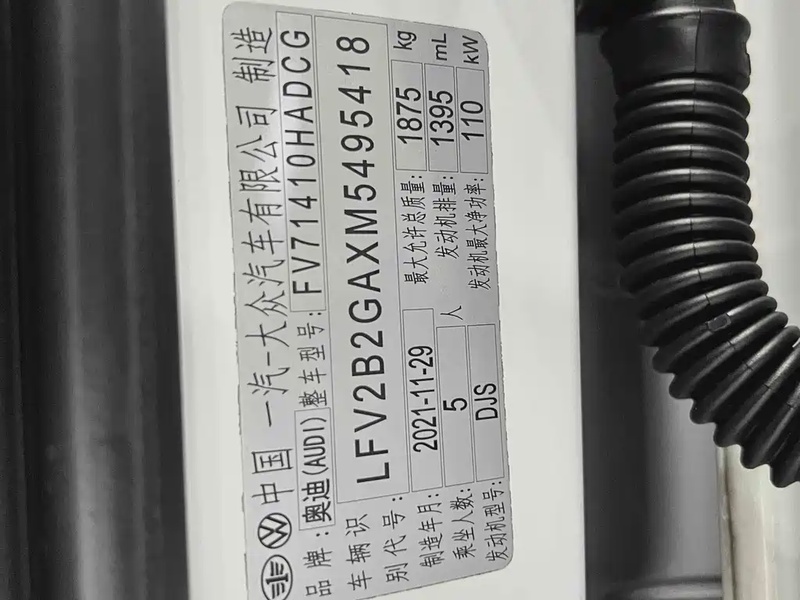 中国 一汽-大众汽车有限公司 制造
品牌: 奥迪(AUDI) 整车型号: FV71410HADCG
车辆识别代号: LFV2B2GAXM5495418
制造年月: 2021-11-29 最大允许总质量: 1875 kg
乘坐人数: 5 人 发动机排量: 1395 mL
发动机型号: DJS 发动机最大净功率: 110 kW